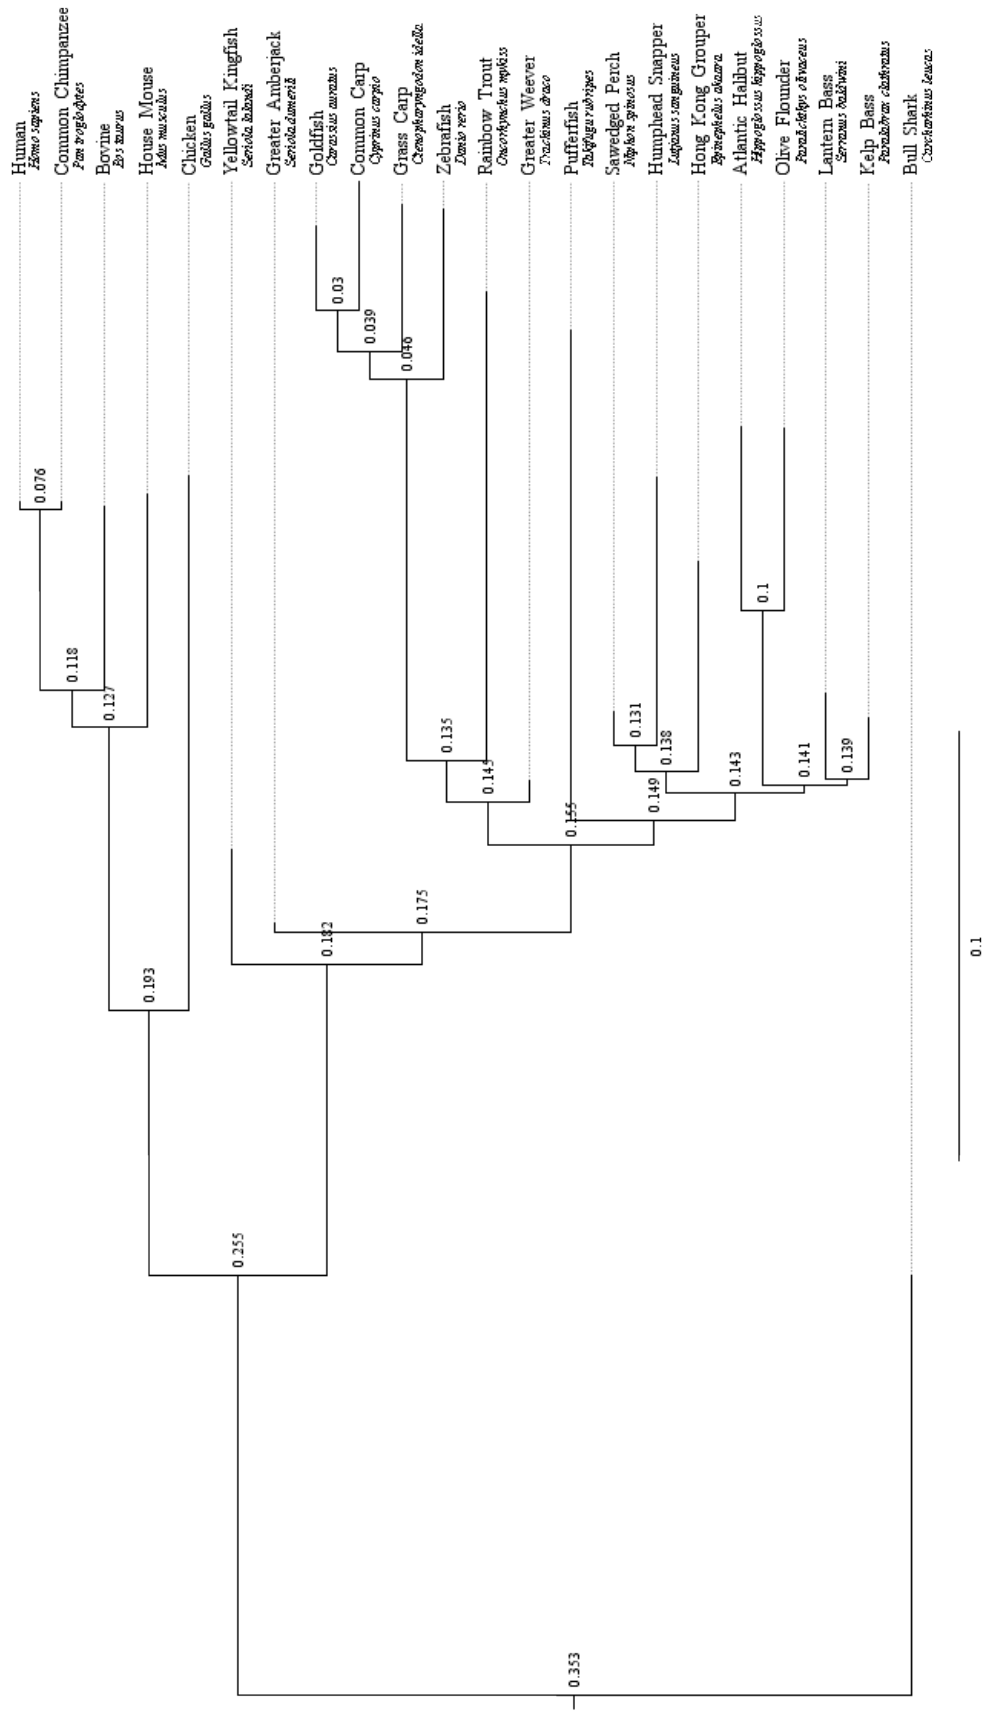 Human
Homo sapiens
Common Chimpanzee
Pan troglodytes
Bovine
Bos taurus
House Mouse
Mus musculus
Chicken
Gallus gallus
Yellowtail Kingfish
Seriola lalandi
Greater Amberjack
Seriola dumerili
Goldfish
Carassius auratus
Common Carp
Cyprinus carpio
Grass Carp
Ctenopharyngodon idella
Zebrafish
Danio rerio
Rainbow Trout
Oncorhynchus mykiss
Greater Weever
Trachinus draco
Pufferfish
Takifugu rubripes
Sawedged Perch
Niphon spinosus
Humphead Snapper
Lutjanus sanguineus
Hong Kong Grouper
Epinephelus akaara
Atlantic Halibut
Hippoglossus hippoglossus
Olive Flounder
Paralichthys olivaceus
Lantern Bass
Serranus baldwini
Kelp Bass
Paralabrax clathratus
Bull Shark
Carcharhinus leucas
0.03
0.039
0.046
0.076
0.118
0.127
0.1
0.131
0.138
0.135
0.145
0.143
0.141
0.139
0.149
0.155
0.175
0.182
0.193
0.255
0.353
0.1